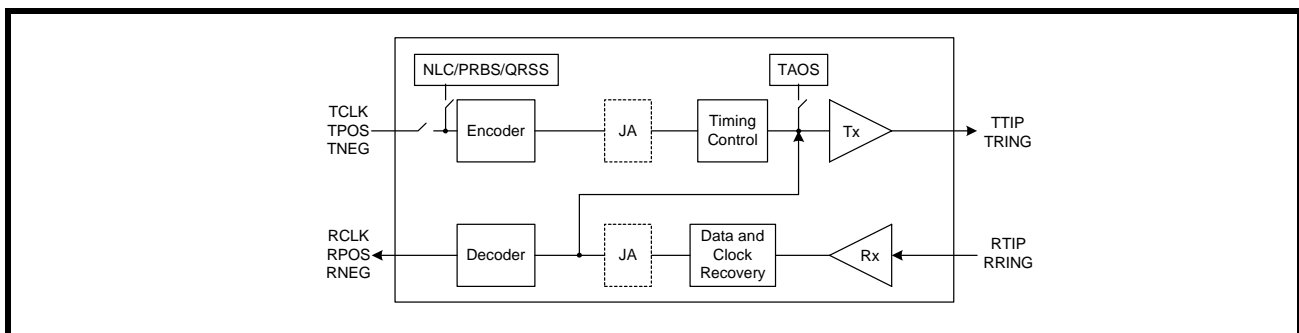 NLC/PRBS/QRSS
TAOS
TCLK
TPOS
TNEG
Encoder
JA
Timing
Control
Tx
TTIP
TRING
RCLK
RPOS
RNEG
Decoder
JA
Data and
Clock
Recovery
Rx
RTIP
RRING